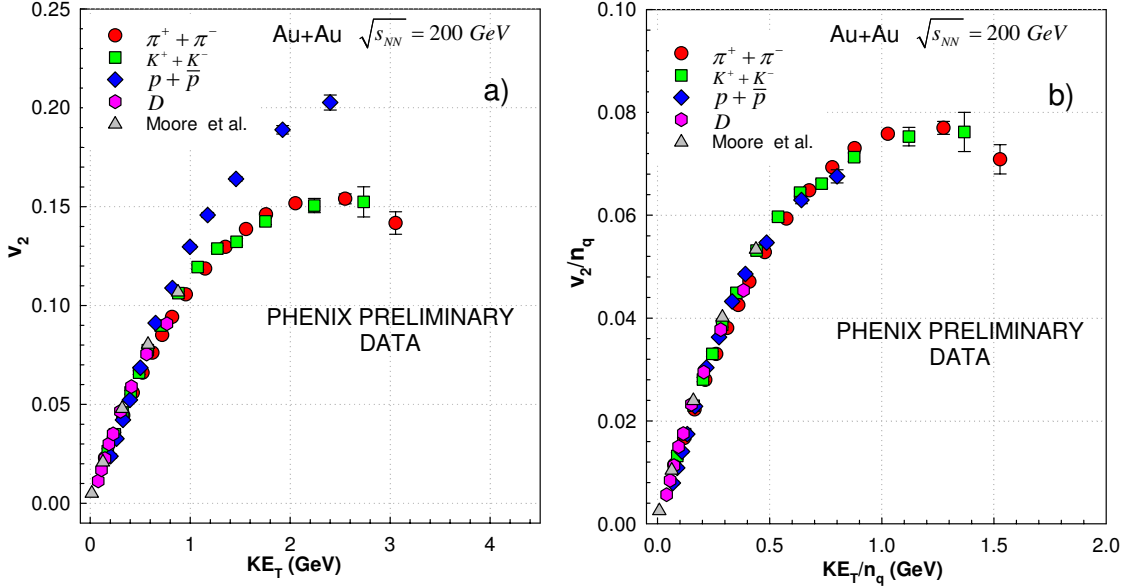 Au+Au √s_NN = 200 GeV
π⁺ + π⁻
K⁺ + K⁻
p + p̅
D
Moore et al.
a)
PHENIX PRELIMINARY
DATA
0.25
0.20
0.15
0.10
0.05
0.00
v₂
0 1 2 3 4
KE_T (GeV)
Au+Au √s_NN = 200 GeV
π⁺ + π⁻
K⁺ + K⁻
p + p̅
D
Moore et al.
b)
PHENIX PRELIMINARY
DATA
0.10
0.08
0.06
0.04
0.02
0.00
v₂/n_q
0.0 0.5 1.0 1.5 2.0
KE_T/n_q (GeV)